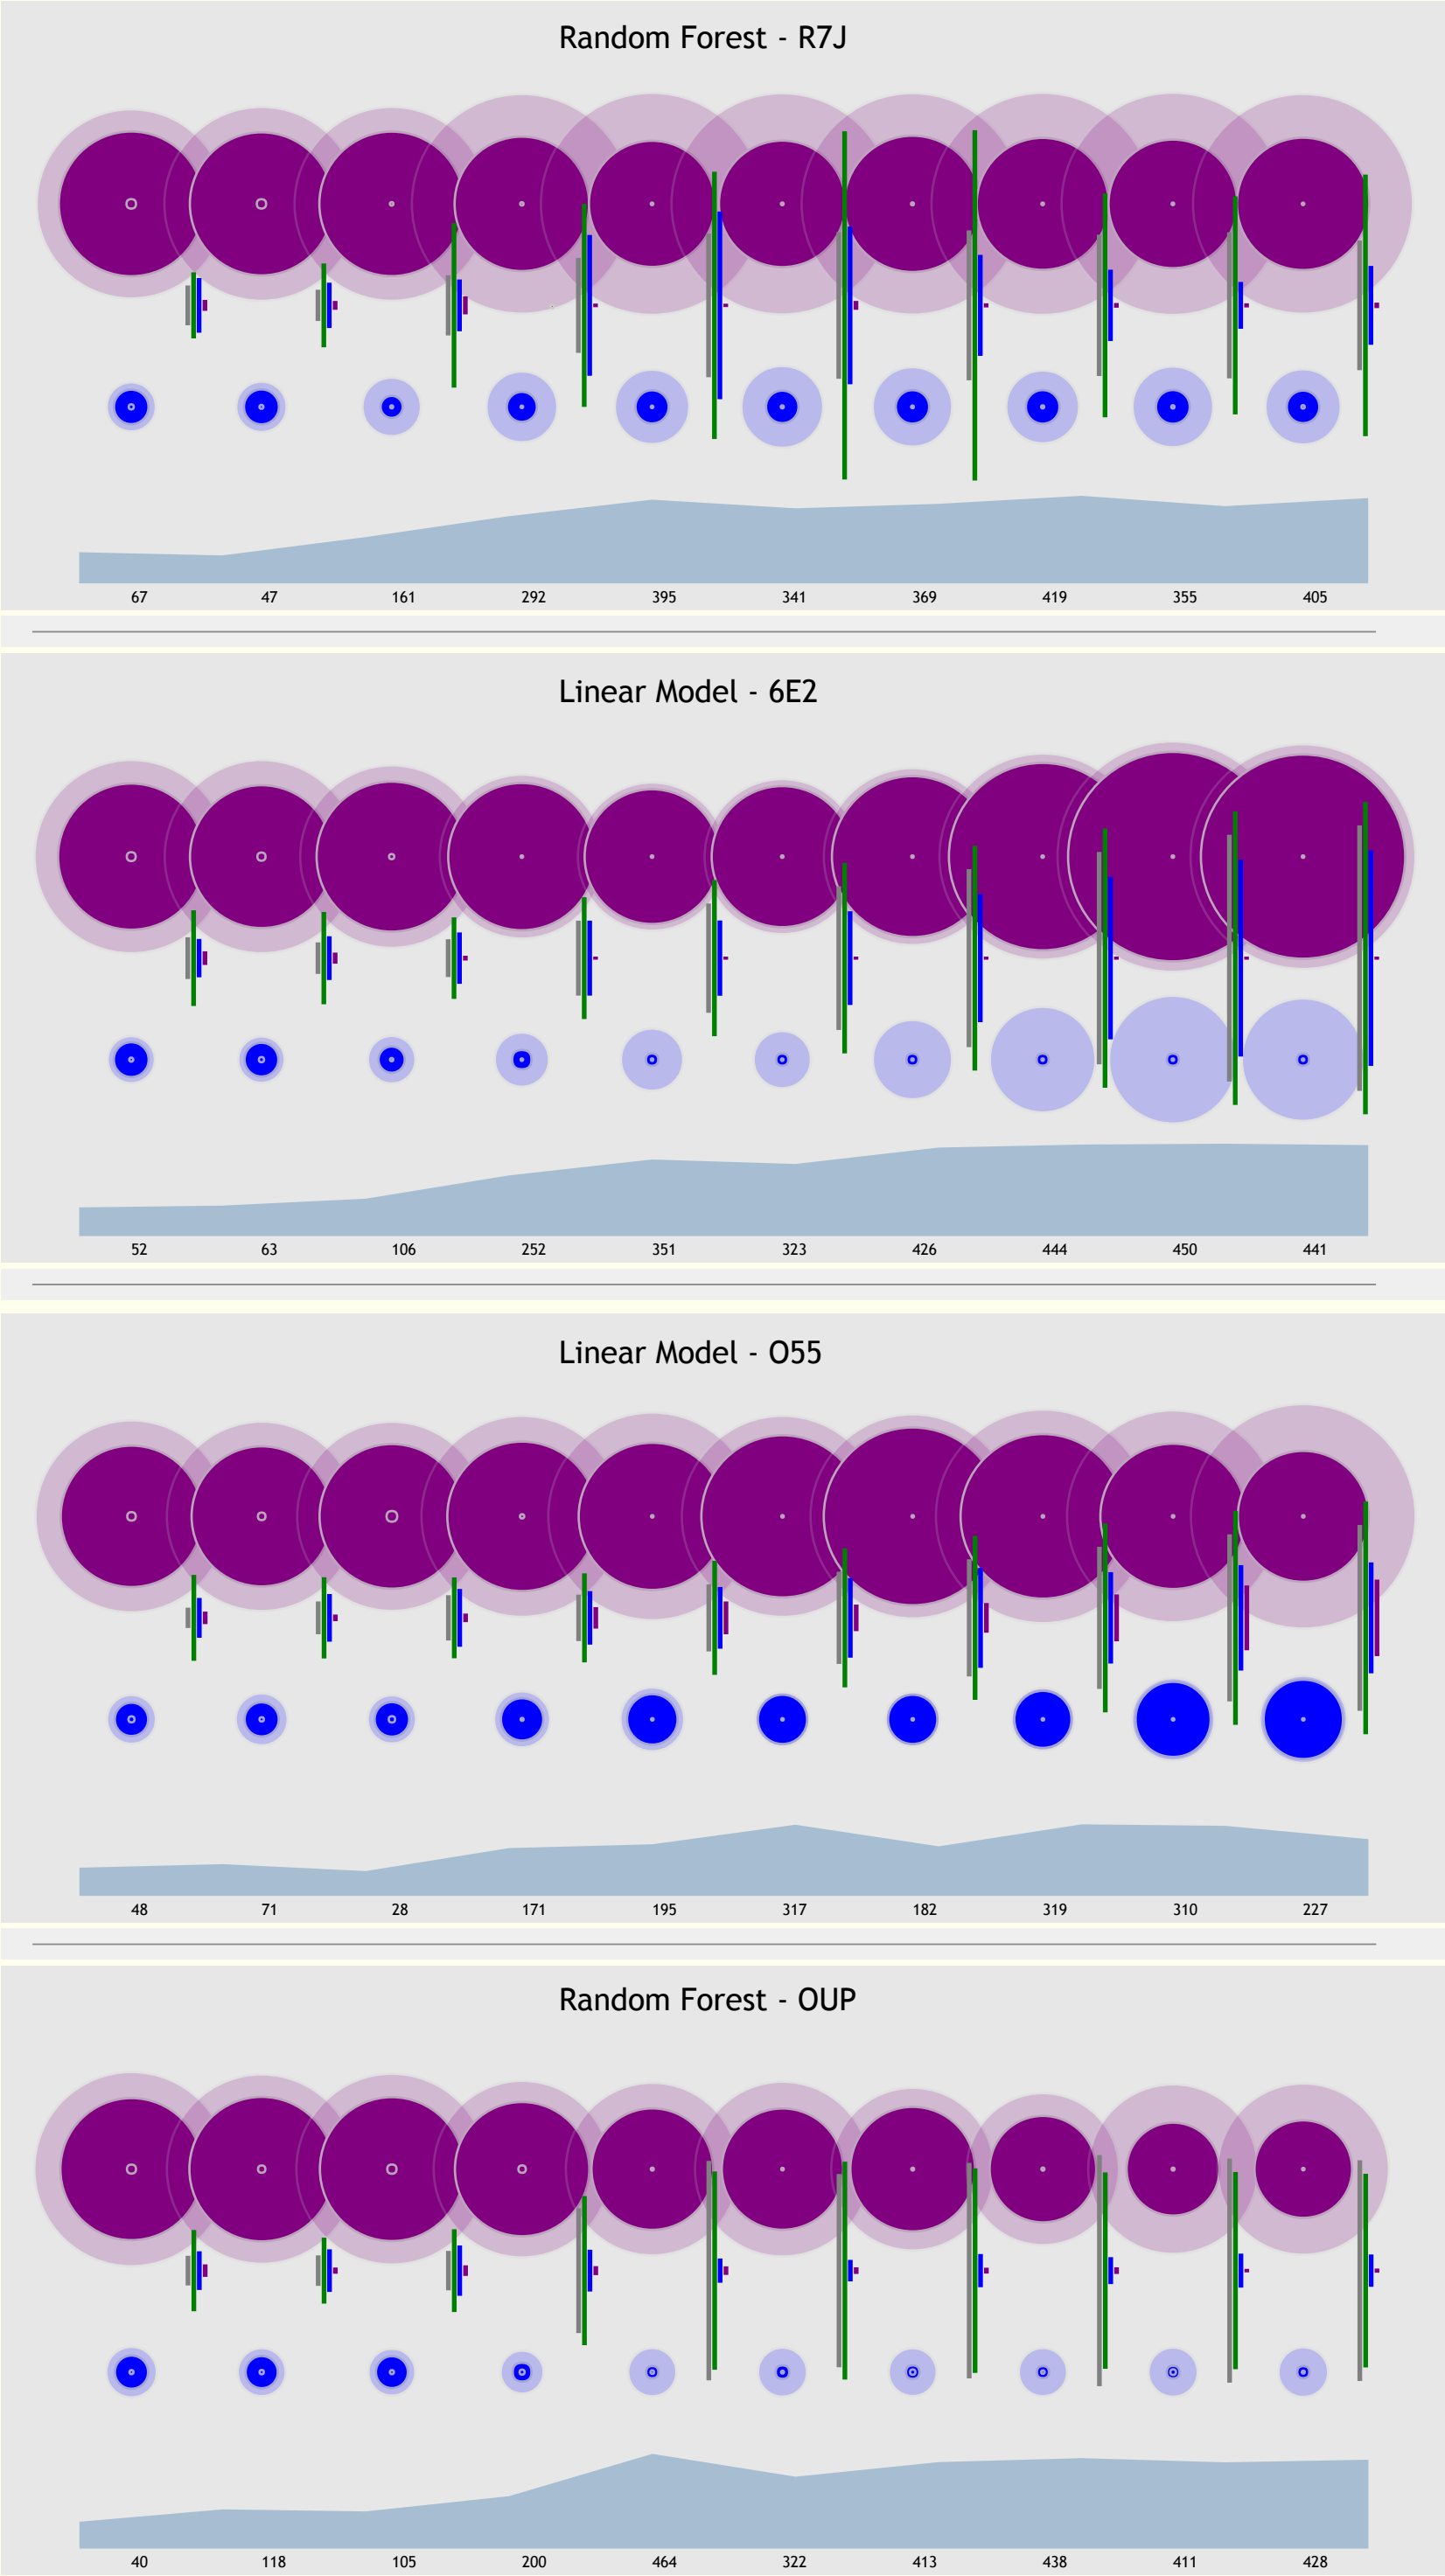 Random Forest - R7J
67 47 161 292 395 341 369 419 355 405
Linear Model - 6E2
52 63 106 252 351 323 426 444 450 441
Linear Model - O55
48 71 28 171 195 317 182 319 310 227
Random Forest - OUP
40 118 105 200 464 322 413 438 411 428